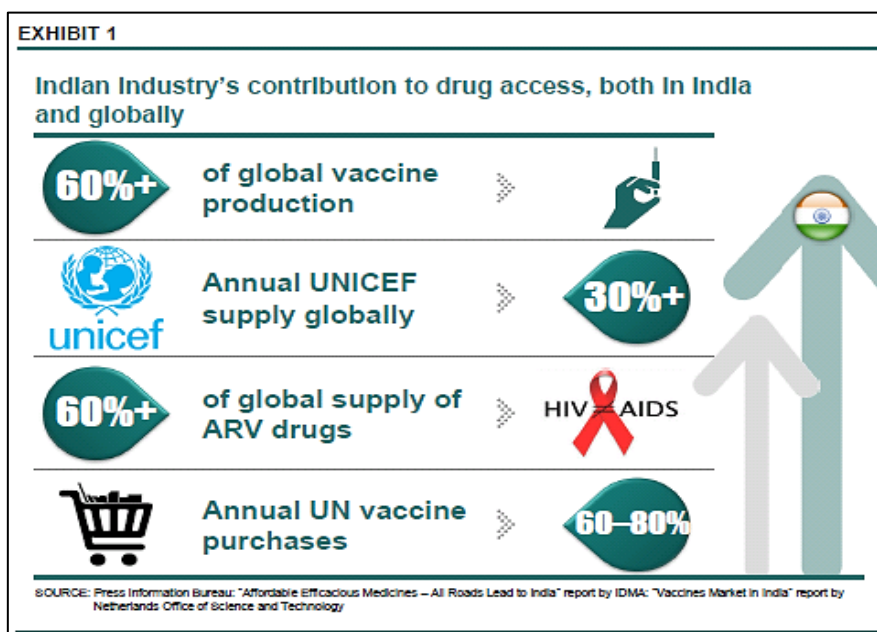 EXHIBIT 1
Indian Industry's contribution to drug access, both in India
and globally
60%+
of global vaccine
production
unicef
Annual UNICEF
supply globally
30%+
60%+
of global supply of
ARV drugs
HIV≠AIDS
Annual UN vaccine
purchases
60–80%
SOURCE: Press Information Bureau: "Affordable Efficacious Medicines – All Roads Lead to India" report by IDMA: "Vaccines Market in India" report by
Netherlands Office of Science and Technology